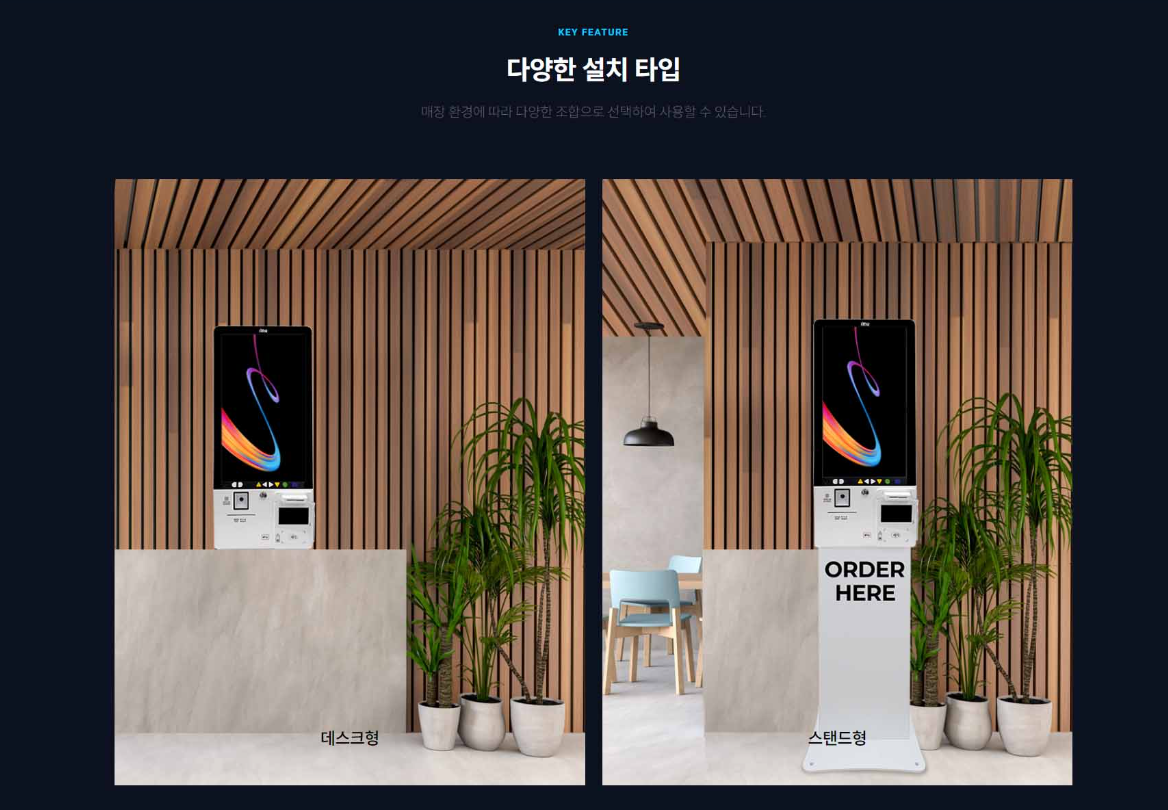 KEY FEATURE
다양한 설치 타입
매장 환경에 따라 다양한 조합으로 선택하여 사용할 수 있습니다.
ORDER
HERE
데스크형
스탠드형